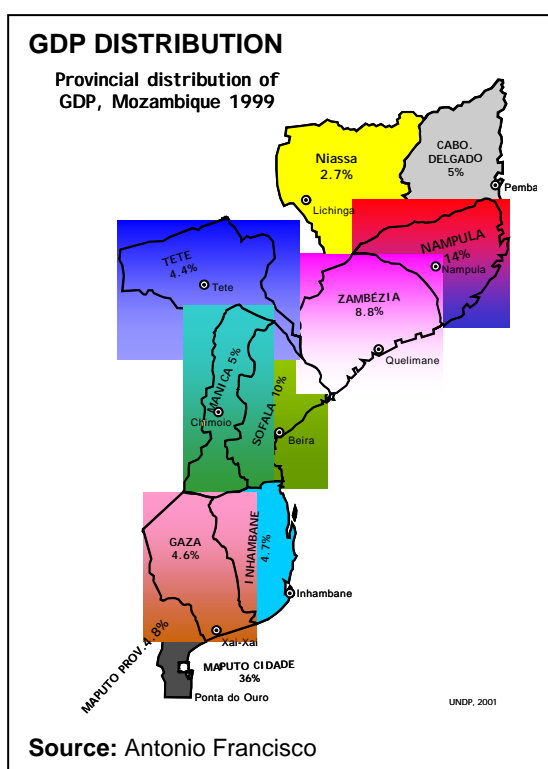 GDP DISTRIBUTION
Provincial distribution of
GDP, Mozambique 1999
Niassa
2.7%
CABO.
DELGADO
5%
Pemba
Lichinga
NAMPULA
14%
Nampula
TETE
4.4%
Tete
ZAMBÉZIA
8.8%
Quelimane
MANICA 5%
Chimoio
SOFALA 10%
Beira
GAZA
4.6%
INHAMBANE
4.7%
Inhambane
Xai-Xai
MAPUTO PROV.4.8%
MAPUTO CIDADE
36%
Ponta do Ouro
UNDP, 2001
Source: Antonio Francisco